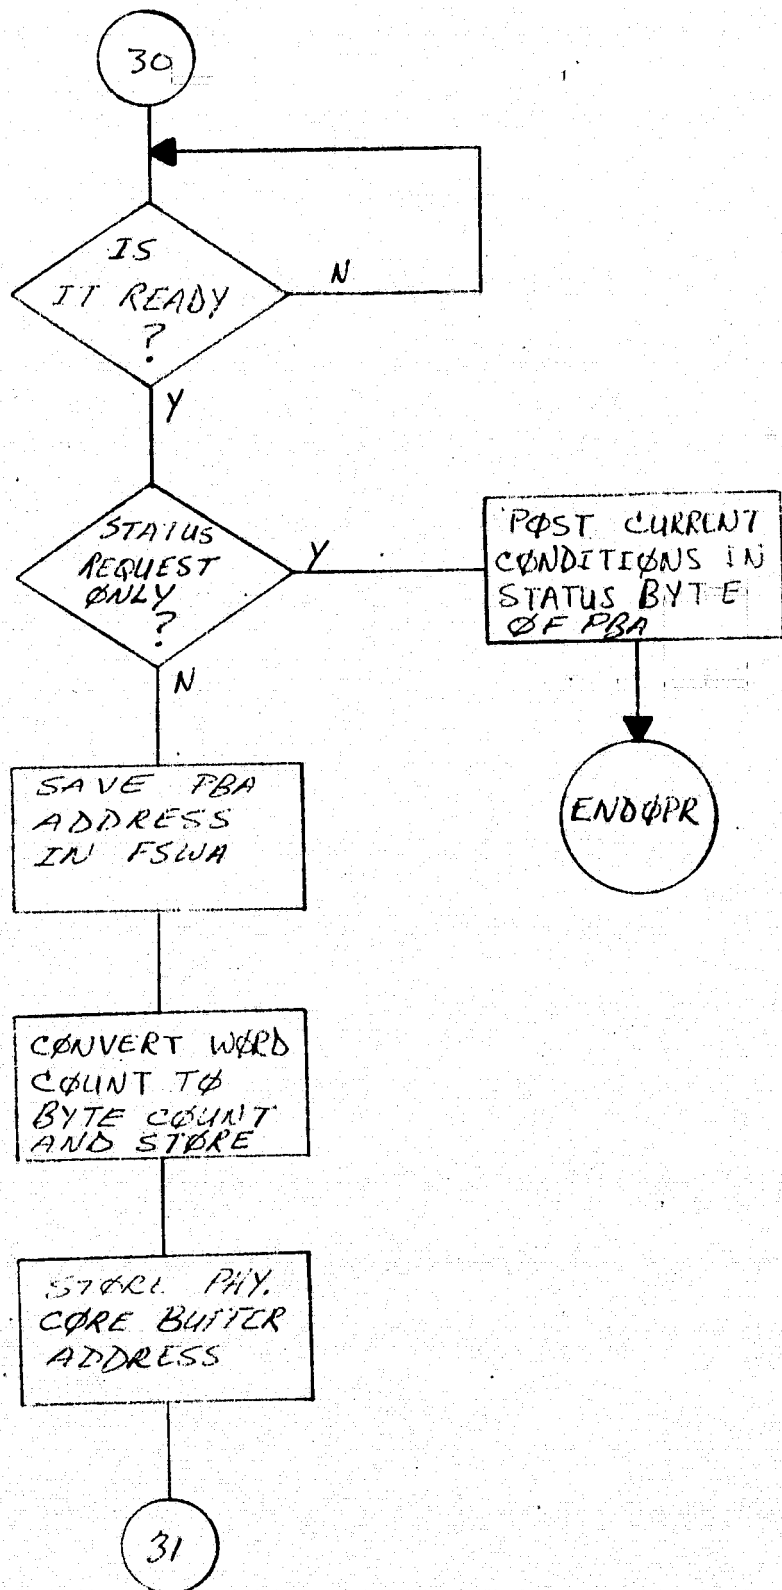 30
IS
IT READY
?
N
Y
STATUS
REQUEST
ØNLY
?
Y
N
PØST CURRENT
CØNDITIØNS IN
STATUS BYTE
ØF PBA
ENDØPR
SAVE PBA
ADDRESS
IN FSWA
CØNVERT WØRD
CØUNT TØ
BYTE CØUNT
AND STØRE
STØRE PHY.
CØRE BUFFER
ADDRESS
31